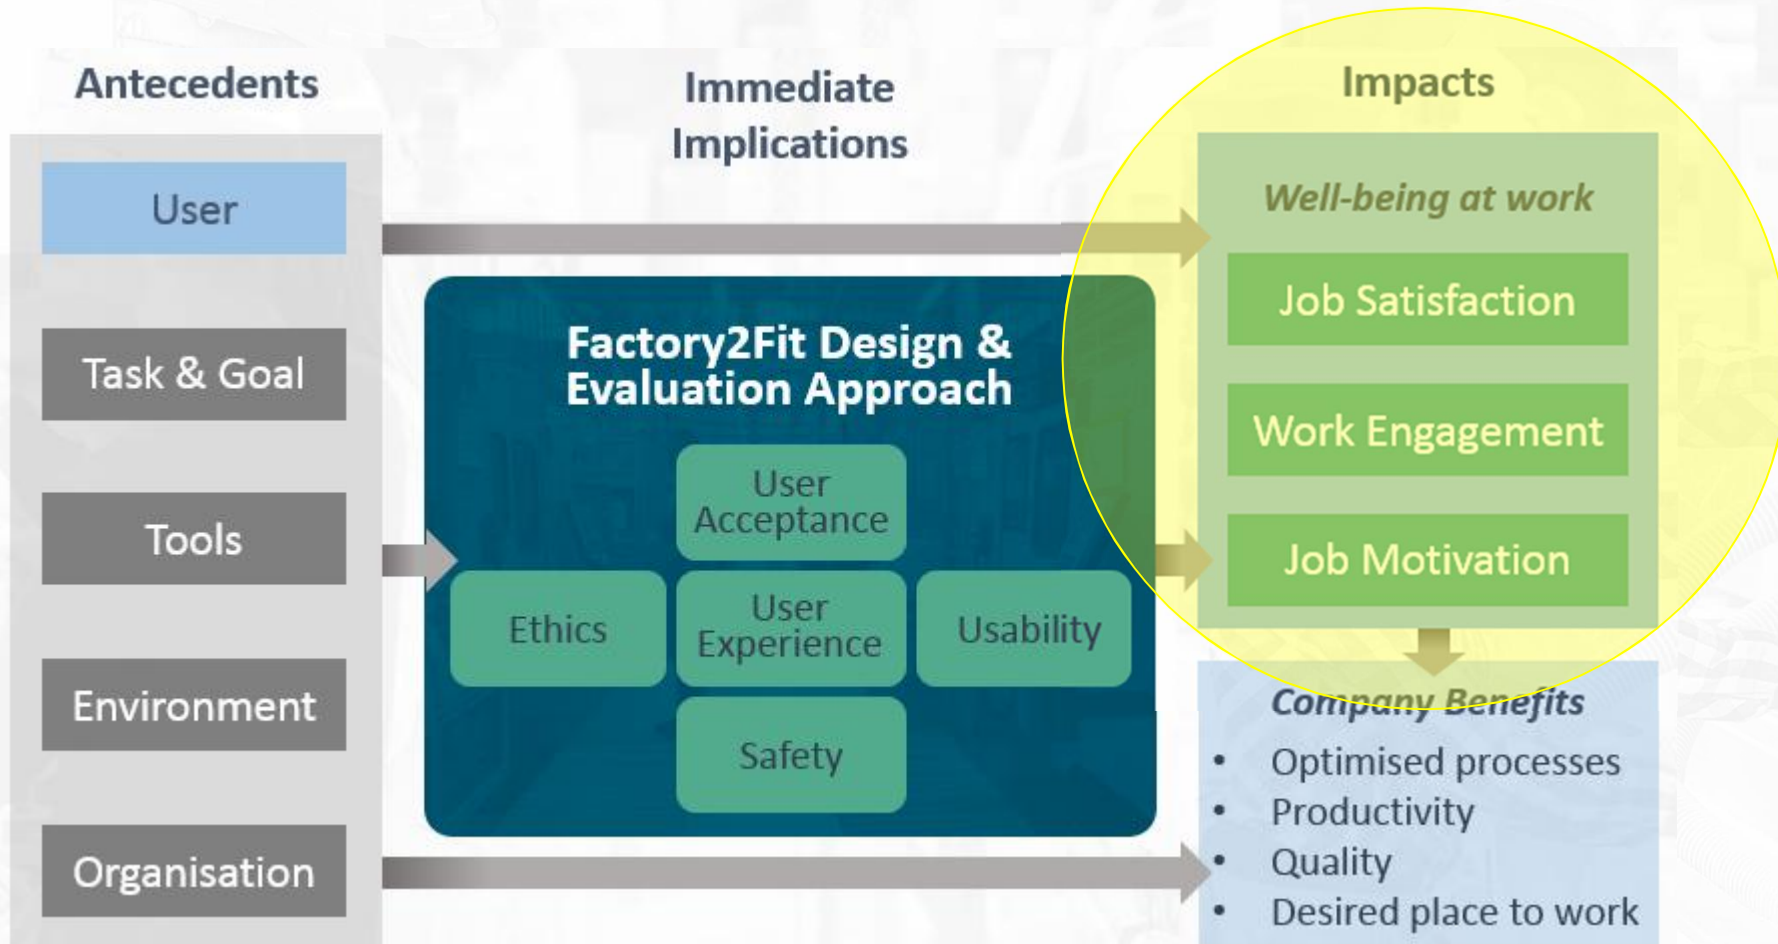 Antecedents
User
Task & Goal
Tools
Environment
Organisation
Immediate
Implications
Factory2Fit Design &
Evaluation Approach
User
Acceptance
Ethics
User
Experience
Usability
Safety
Impacts
Well-being at work
Job Satisfaction
Work Engagement
Job Motivation
Company Benefits
• Optimised processes
• Productivity
• Quality
• Desired place to work